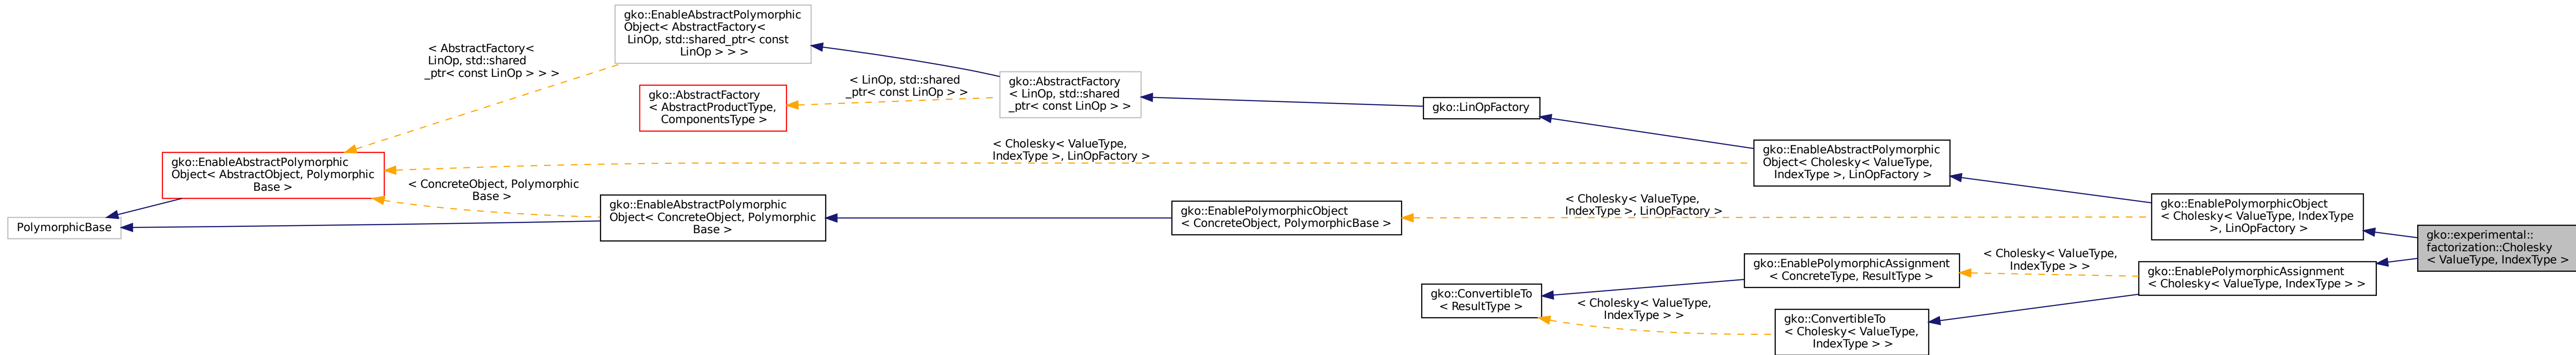 gko::EnableAbstractPolymorphic
Object< AbstractFactory<
LinOp, std::shared_ptr< const
LinOp > > >
< AbstractFactory<
LinOp, std::shared
_ptr< const LinOp > > >
gko::AbstractFactory
< AbstractProductType,
ComponentsType >
< LinOp, std::shared
_ptr< const LinOp > >
gko::AbstractFactory
< LinOp, std::shared
_ptr< const LinOp > >
gko::LinOpFactory
gko::EnableAbstractPolymorphic
Object< AbstractObject, Polymorphic
Base >
< Cholesky< ValueType,
IndexType >, LinOpFactory >
gko::EnableAbstractPolymorphic
Object< Cholesky< ValueType,
IndexType >, LinOpFactory >
< ConcreteObject, Polymorphic
Base >
PolymorphicBase
gko::EnableAbstractPolymorphic
Object< ConcreteObject, Polymorphic
Base >
gko::EnablePolymorphicObject
< ConcreteObject, PolymorphicBase >
< Cholesky< ValueType,
IndexType >, LinOpFactory >
gko::EnablePolymorphicObject
< Cholesky< ValueType, IndexType
>, LinOpFactory >
gko::experimental::
factorization::Cholesky
< ValueType, IndexType >
gko::EnablePolymorphicAssignment
< ConcreteType, ResultType >
< Cholesky< ValueType,
IndexType > >
gko::EnablePolymorphicAssignment
< Cholesky< ValueType, IndexType > >
gko::ConvertibleTo
< ResultType >
< Cholesky< ValueType,
IndexType > >
gko::ConvertibleTo
< Cholesky< ValueType,
IndexType > >